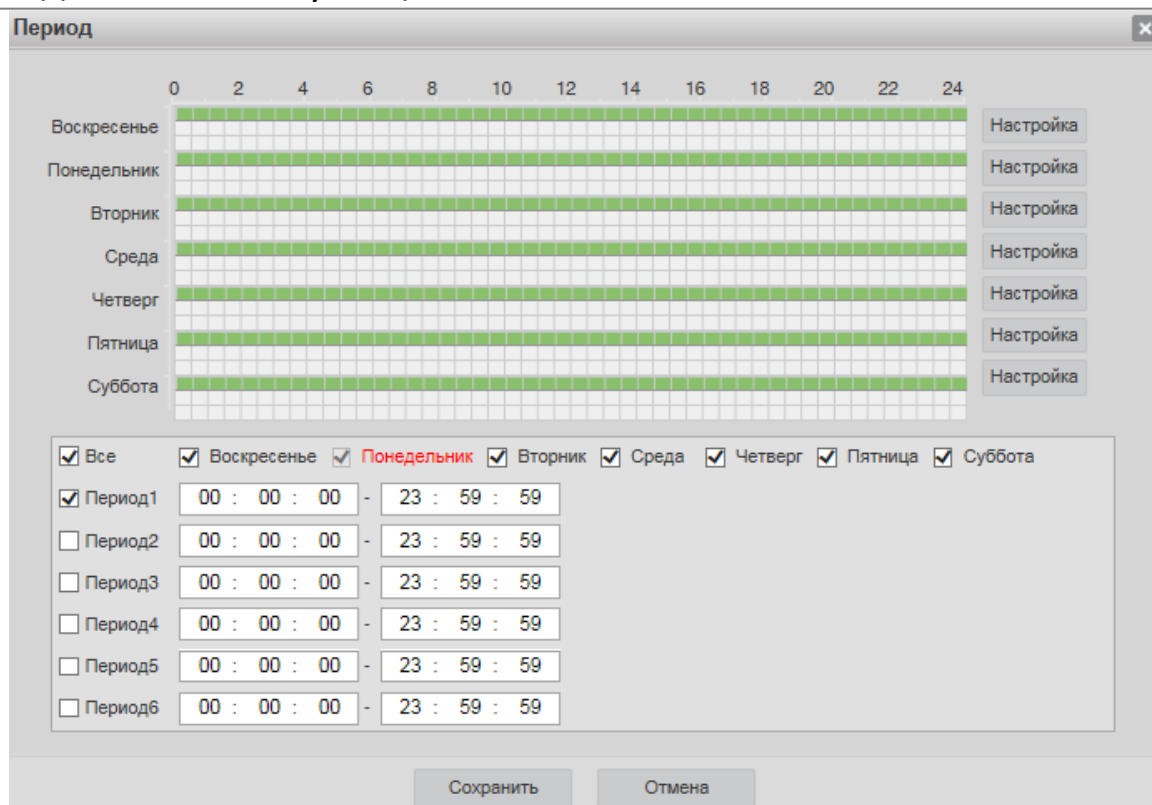 Период
0 2 4 6 8 10 12 14 16 18 20 22 24
Воскресенье Настройка
Понедельник Настройка
Вторник Настройка
Среда Настройка
Четверг Настройка
Пятница Настройка
Суббота Настройка
Все Воскресенье Понедельник Вторник Среда Четверг Пятница Суббота
Период1 00 : 00 : 00 - 23 : 59 : 59
Период2 00 : 00 : 00 - 23 : 59 : 59
Период3 00 : 00 : 00 - 23 : 59 : 59
Период4 00 : 00 : 00 - 23 : 59 : 59
Период5 00 : 00 : 00 - 23 : 59 : 59
Период6 00 : 00 : 00 - 23 : 59 : 59
Сохранить Отмена